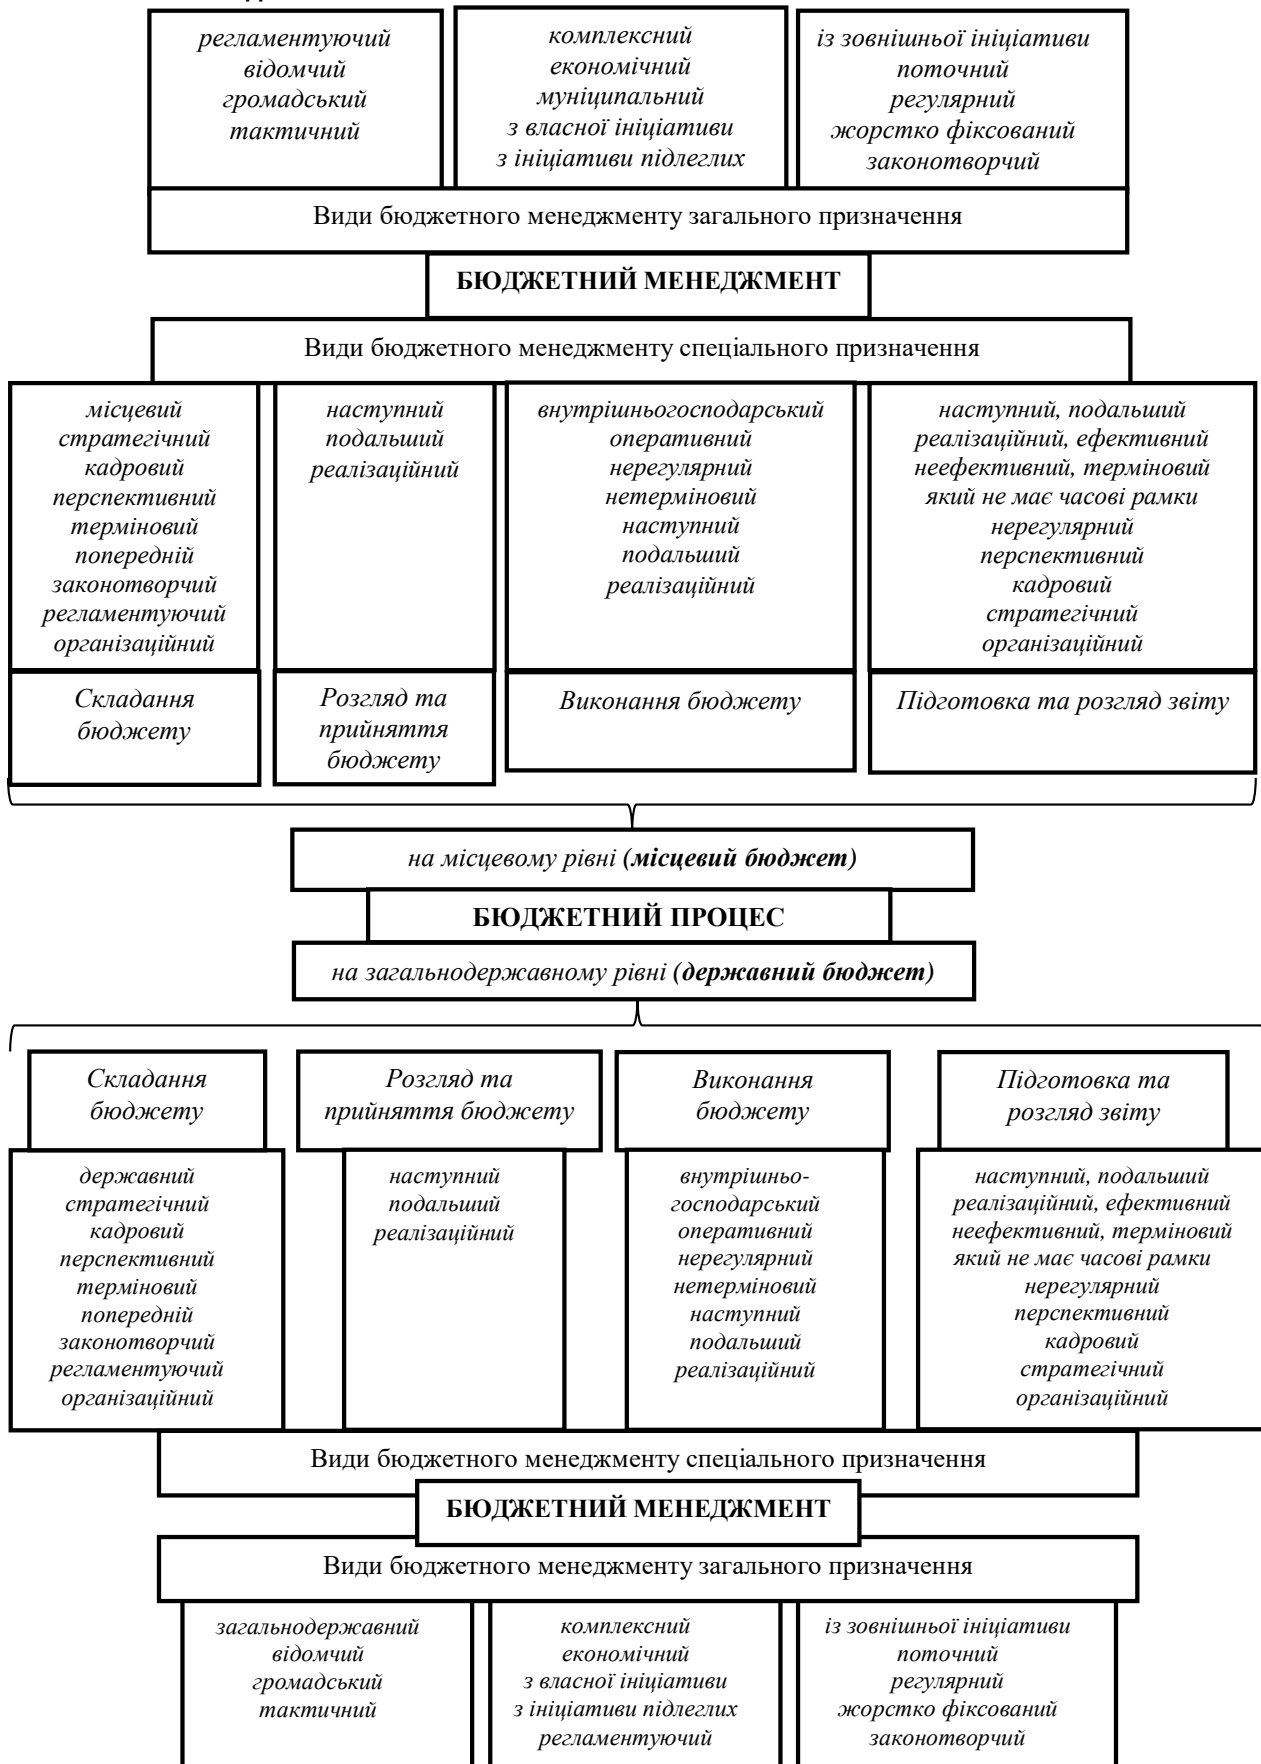 регламентуючий
відомчий
громадський
тактичний
комплексний
економічний
муніципальний
з власної ініціативи
з ініціативи підлеглих
із зовнішньої ініціативи
поточний
регулярний
жорстко фіксований
законотворчий
Види бюджетного менеджменту загального призначення
БЮДЖЕТНИЙ МЕНЕДЖМЕНТ
Види бюджетного менеджменту спеціального призначення
місцевий
стратегічний
кадровий
перспективний
терміновий
попередній
законотворчий
регламентуючий
організаційний
наступний
подальший
реалізаційний
внутрішньогосподарський
оперативний
нерегулярний
нетерміновий
наступний
подальший
реалізаційний
наступний, подальший
реалізаційний, ефективний
неефективний, терміновий
який не має часові рамки
нерегулярний
перспективний
кадровий
стратегічний
організаційний
Складання
бюджету
Розгляд та
прийняття
бюджету
Виконання бюджету
Підготовка та розгляд звіту
на місцевому рівні (місцевий бюджет)
БЮДЖЕТНИЙ ПРОЦЕС
на загальнодержавному рівні (державний бюджет)
Складання
бюджету
Розгляд та
прийняття бюджету
Виконання
бюджету
Підготовка та
розгляд звіту
державний
стратегічний
кадровий
перспективний
терміновий
попередній
законотворчий
регламентуючий
організаційний
наступний
подальший
реалізаційний
внутрішньо-
господарський
оперативний
нерегулярний
нетерміновий
наступний
подальший
реалізаційний
наступний, подальший
реалізаційний, ефективний
неефективний, терміновий
який не має часові рамки
нерегулярний
перспективний
кадровий
стратегічний
організаційний
Види бюджетного менеджменту спеціального призначення
БЮДЖЕТНИЙ МЕНЕДЖМЕНТ
Види бюджетного менеджменту загального призначення
загальнодержавний
відомчий
громадський
тактичний
комплексний
економічний
з власної ініціативи
з ініціативи підлеглих
регламентуючий
із зовнішньої ініціативи
поточний
регулярний
жорстко фіксований
законотворчий